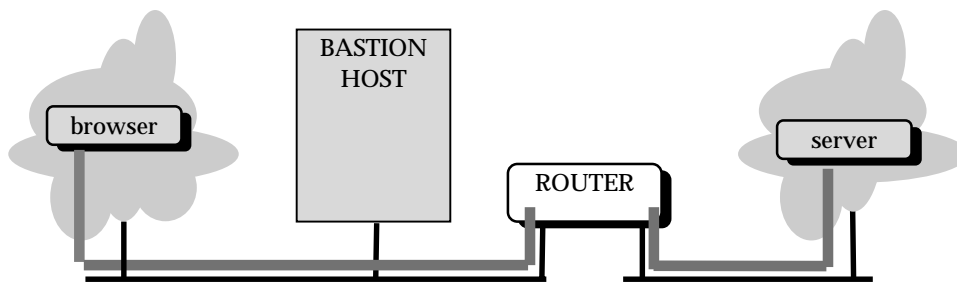 BASTION
HOST
browser
server
ROUTER